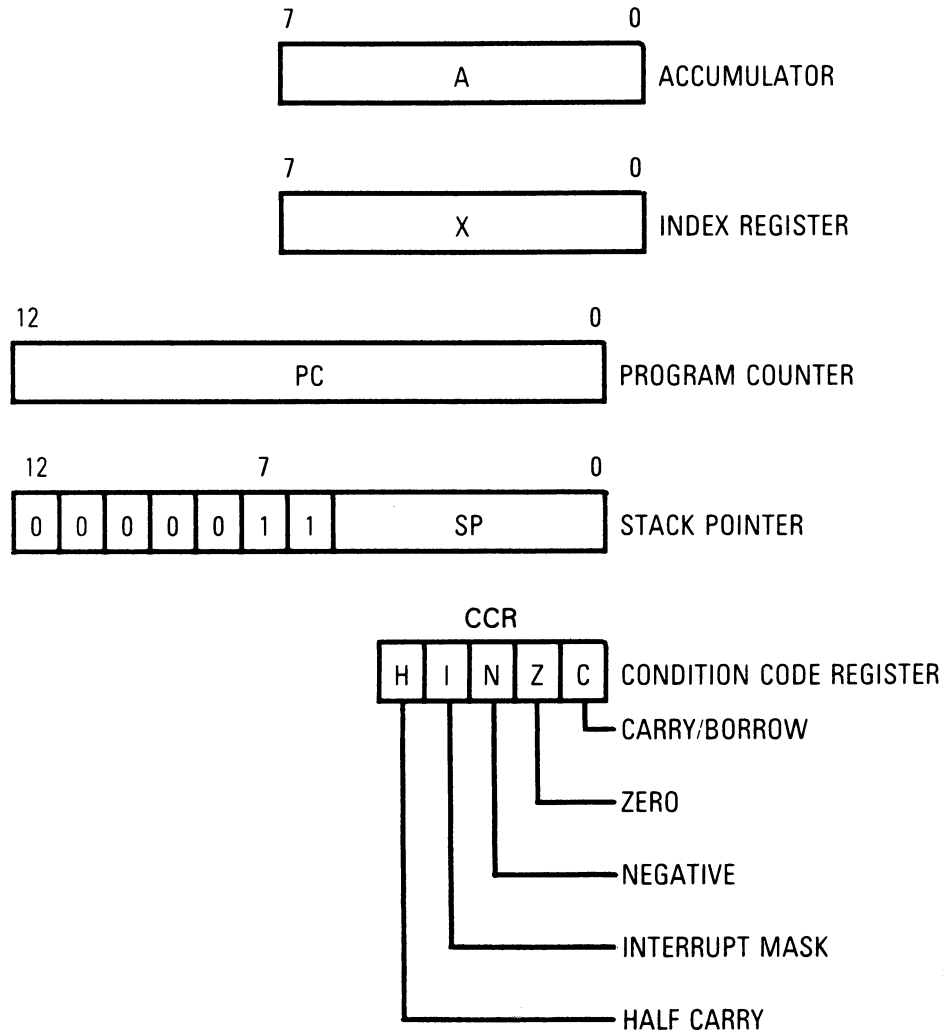 7 0
A ACCUMULATOR
7 0
X INDEX REGISTER
12 0
PC PROGRAM COUNTER
12 7 0
0 0 0 0 0 1 1 SP STACK POINTER
CCR
H I N Z C CONDITION CODE REGISTER
CARRY/BORROW
ZERO
NEGATIVE
INTERRUPT MASK
HALF CARRY